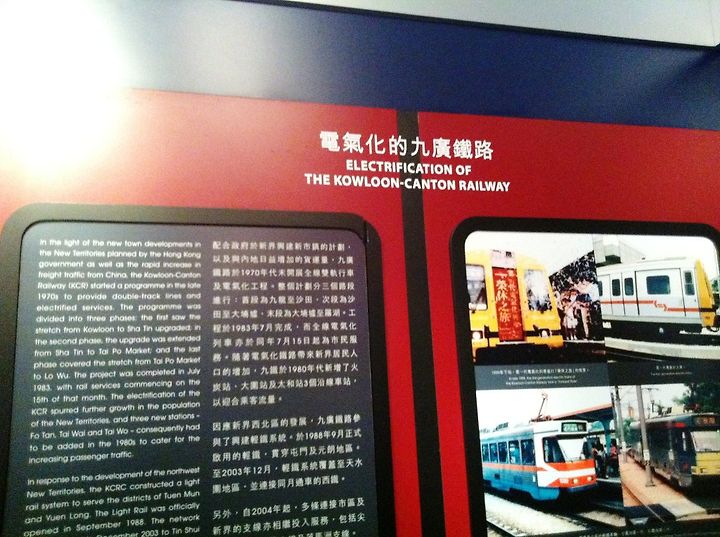 電氣化的九廣鐵路
ELECTRIFICATION OF
THE KOWLOON-CANTON RAILWAY
In the light of the new town developments in
the New Territories planned by the Hong Kong
government as well as the rapid increase in
freight traffic from China, the Kowloon-Canton
Railway (KCR) started a programme in the late
1970s to provide double-track lines and
electrified services. The programme was
divided into three phases: the first saw the
stretch from Kowloon to Sha Tin upgraded; in
the second phase, the upgrade was extended
from Sha Tin to Tai Po Market; and the last
phase covered the stretch from Tai Po Market
to Lo Wu. The project was completed in July
1983, with rail services commencing on the
15th of that month. The electrification of the
KCR spurred further growth in the population
of the New Territories, and three new stations -
Fo Tan, Tai Wai and Tai Wo - consequently had
to be added in the 1980s to cater for the
increasing passenger traffic.
In response to the development of the northwest
New Territories, the KCRC constructed a light
rail system to serve the districts of Tuen Mun
and Yuen Long. The Light Rail was officially
opened in September 1988. The network
December 2003 to Tin Shui
配合政府於新界興建新市鎮的計劃，
以及與內地日益增加的貨運量，九廣
鐵路於1970年代末開展全線雙軌行車
及電氣化工程。整個計劃分三個路段
進行：首段為九龍至沙田，次段為沙
田至大埔墟，末段為大埔墟至羅湖。工
程於1983年7月完成，而全線電氣化
列車亦於同年7月15日起為市民服
務。隨著電氣化鐵路帶來新界居民人
口的增加，九鐵於1980年代新增了火
炭站、大圍站及太和站3個沿線車站，
以迎合乘客流量。
因應新界西北區的發展，九廣鐵路參
與了興建輕鐵系統。於1988年9月正式
啟用的輕鐵，貫穿屯門及元朗地區。
至2003年12月，輕鐵系統覆蓋至天水
圍地區，並連接同月通車的西鐵。
另外，自2004年起，多條連接市區及
新界的支線亦相繼投入服務，包括尖
榮休之旅